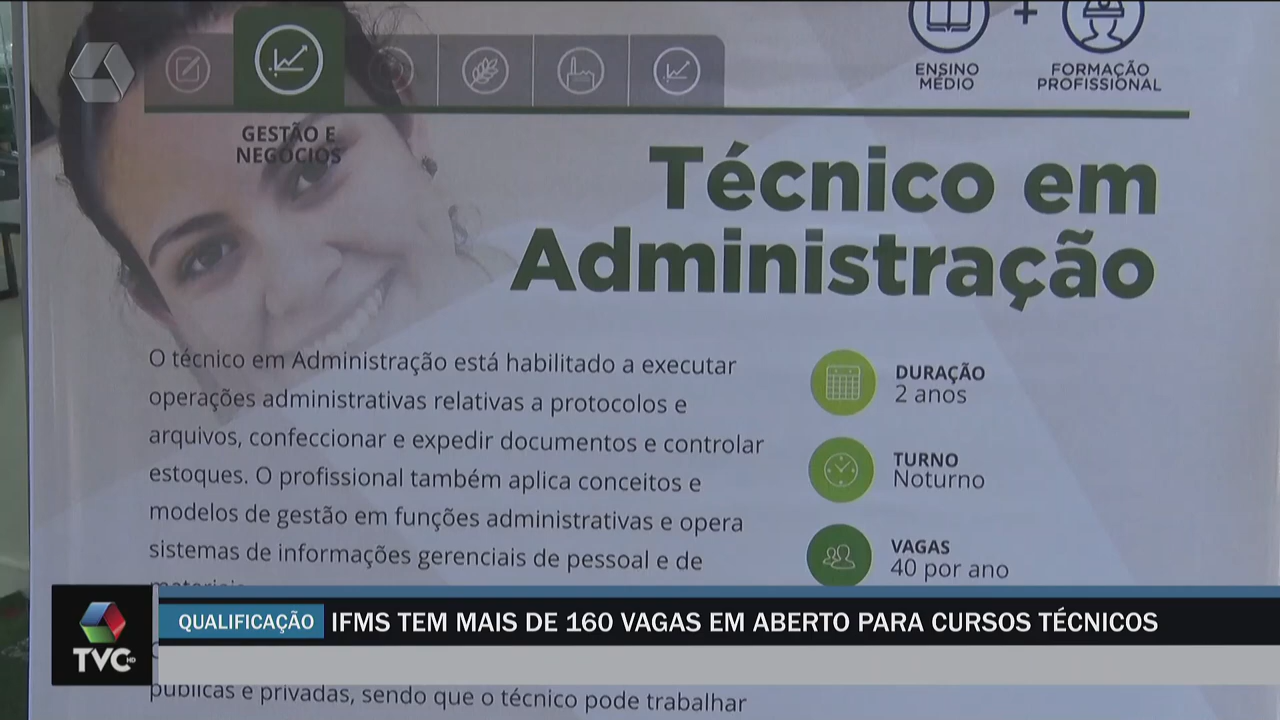 ENSINO
MÉDIO
+
FORMAÇÃO
PROFISSIONAL
GESTÃO E
NEGÓCIOS
Técnico em
Administração
O técnico em Administração está habilitado a executar
operações administrativas relativas a protocolos e
arquivos, confeccionar e expedir documentos e controlar
estoques. O profissional também aplica conceitos e
modelos de gestão em funções administrativas e opera
sistemas de informações gerenciais de pessoal e de
DURAÇÃO
2 anos
TURNO
Noturno
VAGAS
40 por ano
QUALIFICAÇÃO
IFMS TEM MAIS DE 160 VAGAS EM ABERTO PARA CURSOS TÉCNICOS
TVC HD
públicas e privadas, sendo que o técnico pode trabalhar